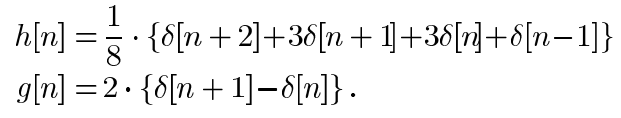 h[n] = 1/8 · {δ[n + 2]+3δ[n + 1]+3δ[n]+δ[n−1]}
g[n] = 2 · {δ[n + 1]−δ[n]} .